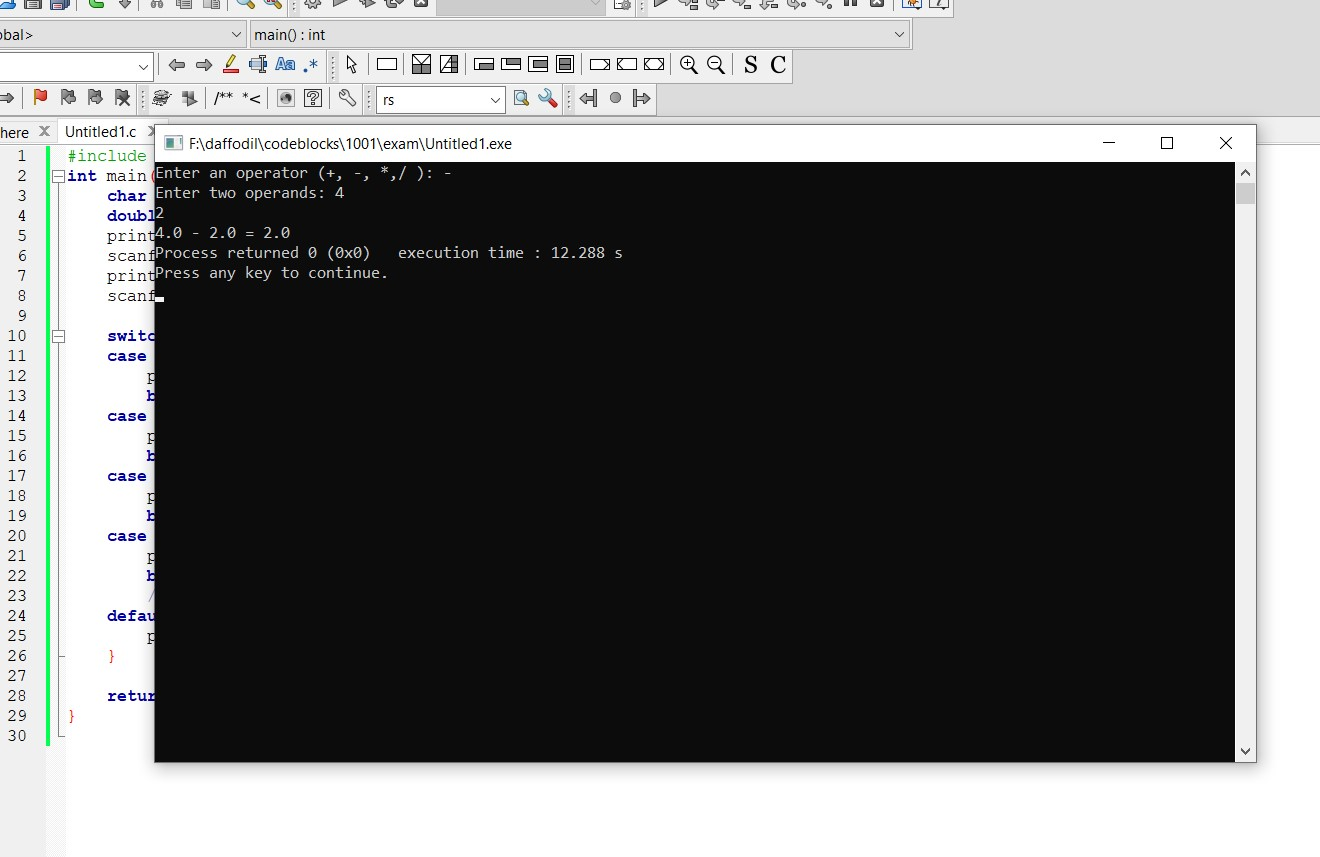 obal>
main() : int
Aa .*
S C
/** *<
rs
here
Untitled1.c
F:\daffodil\codeblocks\1001\exam\Untitled1.exe
Enter an operator (+, -, *,/ ): -
Enter two operands: 4
2
4.0 - 2.0 = 2.0
Process returned 0 (0x0)   execution time : 12.288 s
Press any key to continue.
1 #include
2 int main(
3 char
4 doubl
5 print
6 scanf
7 print
8 scanf
9
10 switc
11 case
12 p
13 b
14 case
15 p
16 b
17 case
18 p
19 b
20 case
21 p
22 b
23 /
24 defau
25 p
26 }
27
28 retur
29 }
30